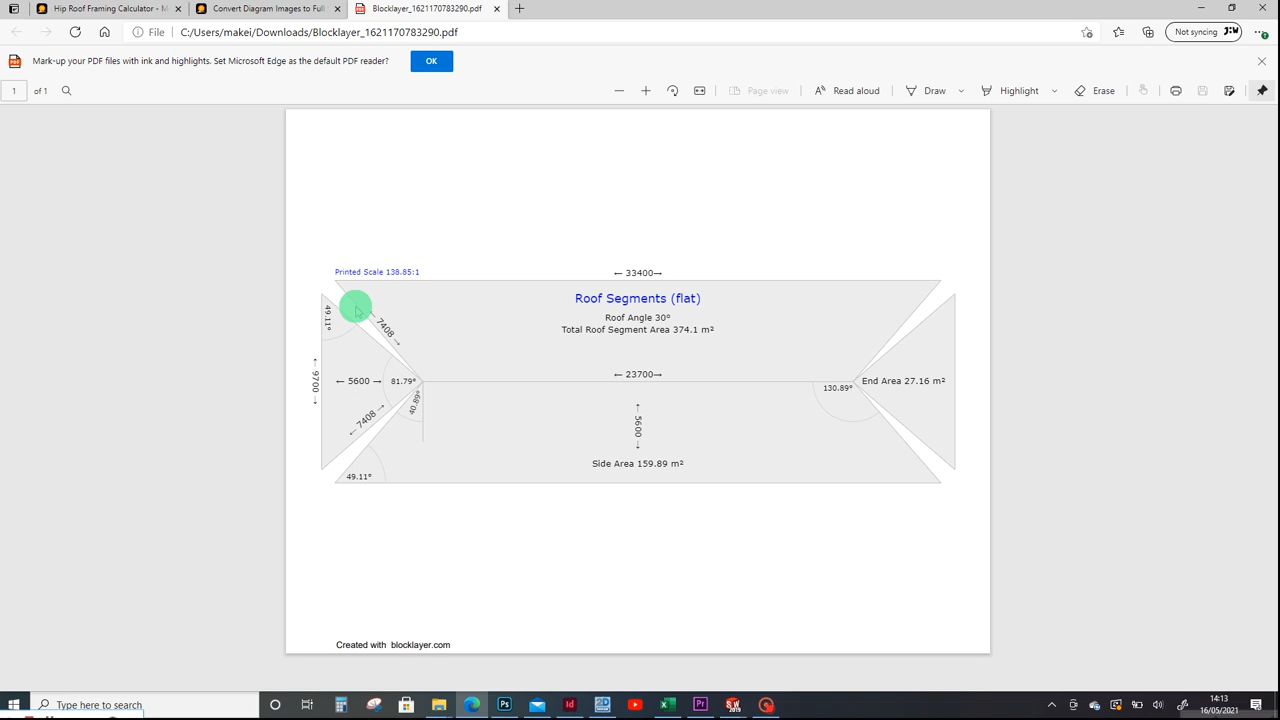 Hip Roof Framing Calculator - M
Convert Diagram Images to Full
Blocklayer_1621170783290.pdf
File
C:/Users/makei/Downloads/Blocklayer_1621170783290.pdf
Not syncing
Mark-up your PDF files with ink and highlights. Set Microsoft Edge as the default PDF reader?
OK
1 of 1
Page view
Read aloud
Draw
Highlight
Erase
Printed Scale 138.85:1
← 33400→
Roof Segments (flat)
Roof Angle 30°
Total Roof Segment Area 374.1 m²
49.11°
← 7408 →
← 9700 →
← 5600 →
81.79°
← 23700→
130.89°
End Area 27.16 m²
40.89°
← 7408 →
← 5600 →
Side Area 159.89 m²
49.11°
Created with blocklayer.com
Type here to search
14:13
16/05/2021